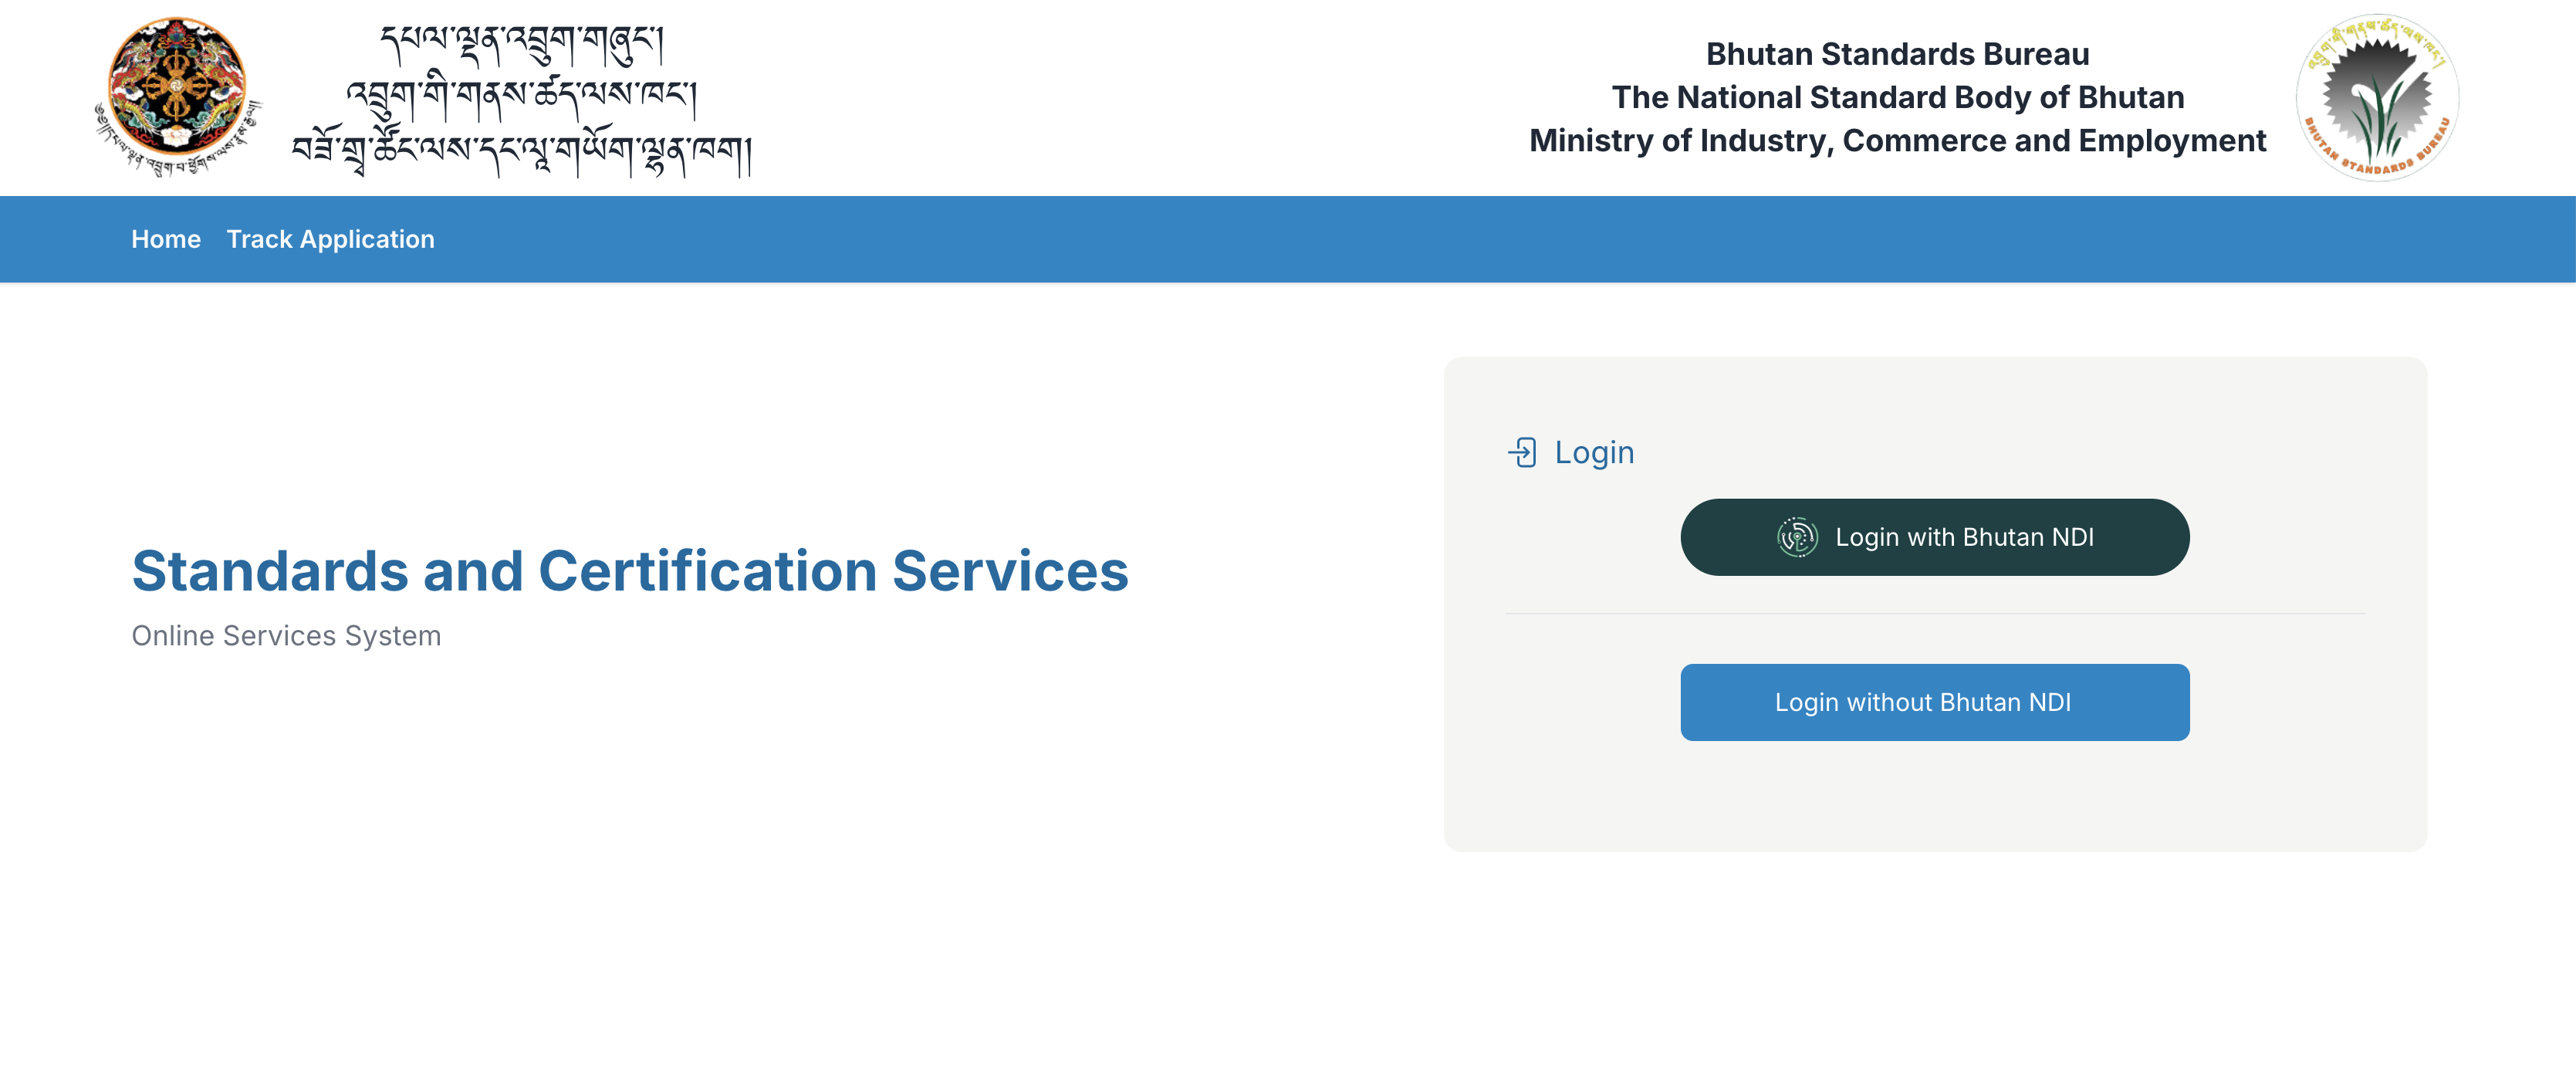 དཔལ་ལྡན་འབྲུག་གཞུང་།
འབྲུག་གི་གནས་ཚད་ལས་ཁང་།
བཟོ་གྲྭ་ཚོང་ལས་དང་ལཱ་གཡོག་ལྷན་ཁག།
Bhutan Standards Bureau
The National Standard Body of Bhutan
Ministry of Industry, Commerce and Employment
BHUTAN STANDARDS BUREAU
Home Track Application
Login
Login with Bhutan NDI
Standards and Certification Services
Online Services System
Login without Bhutan NDI